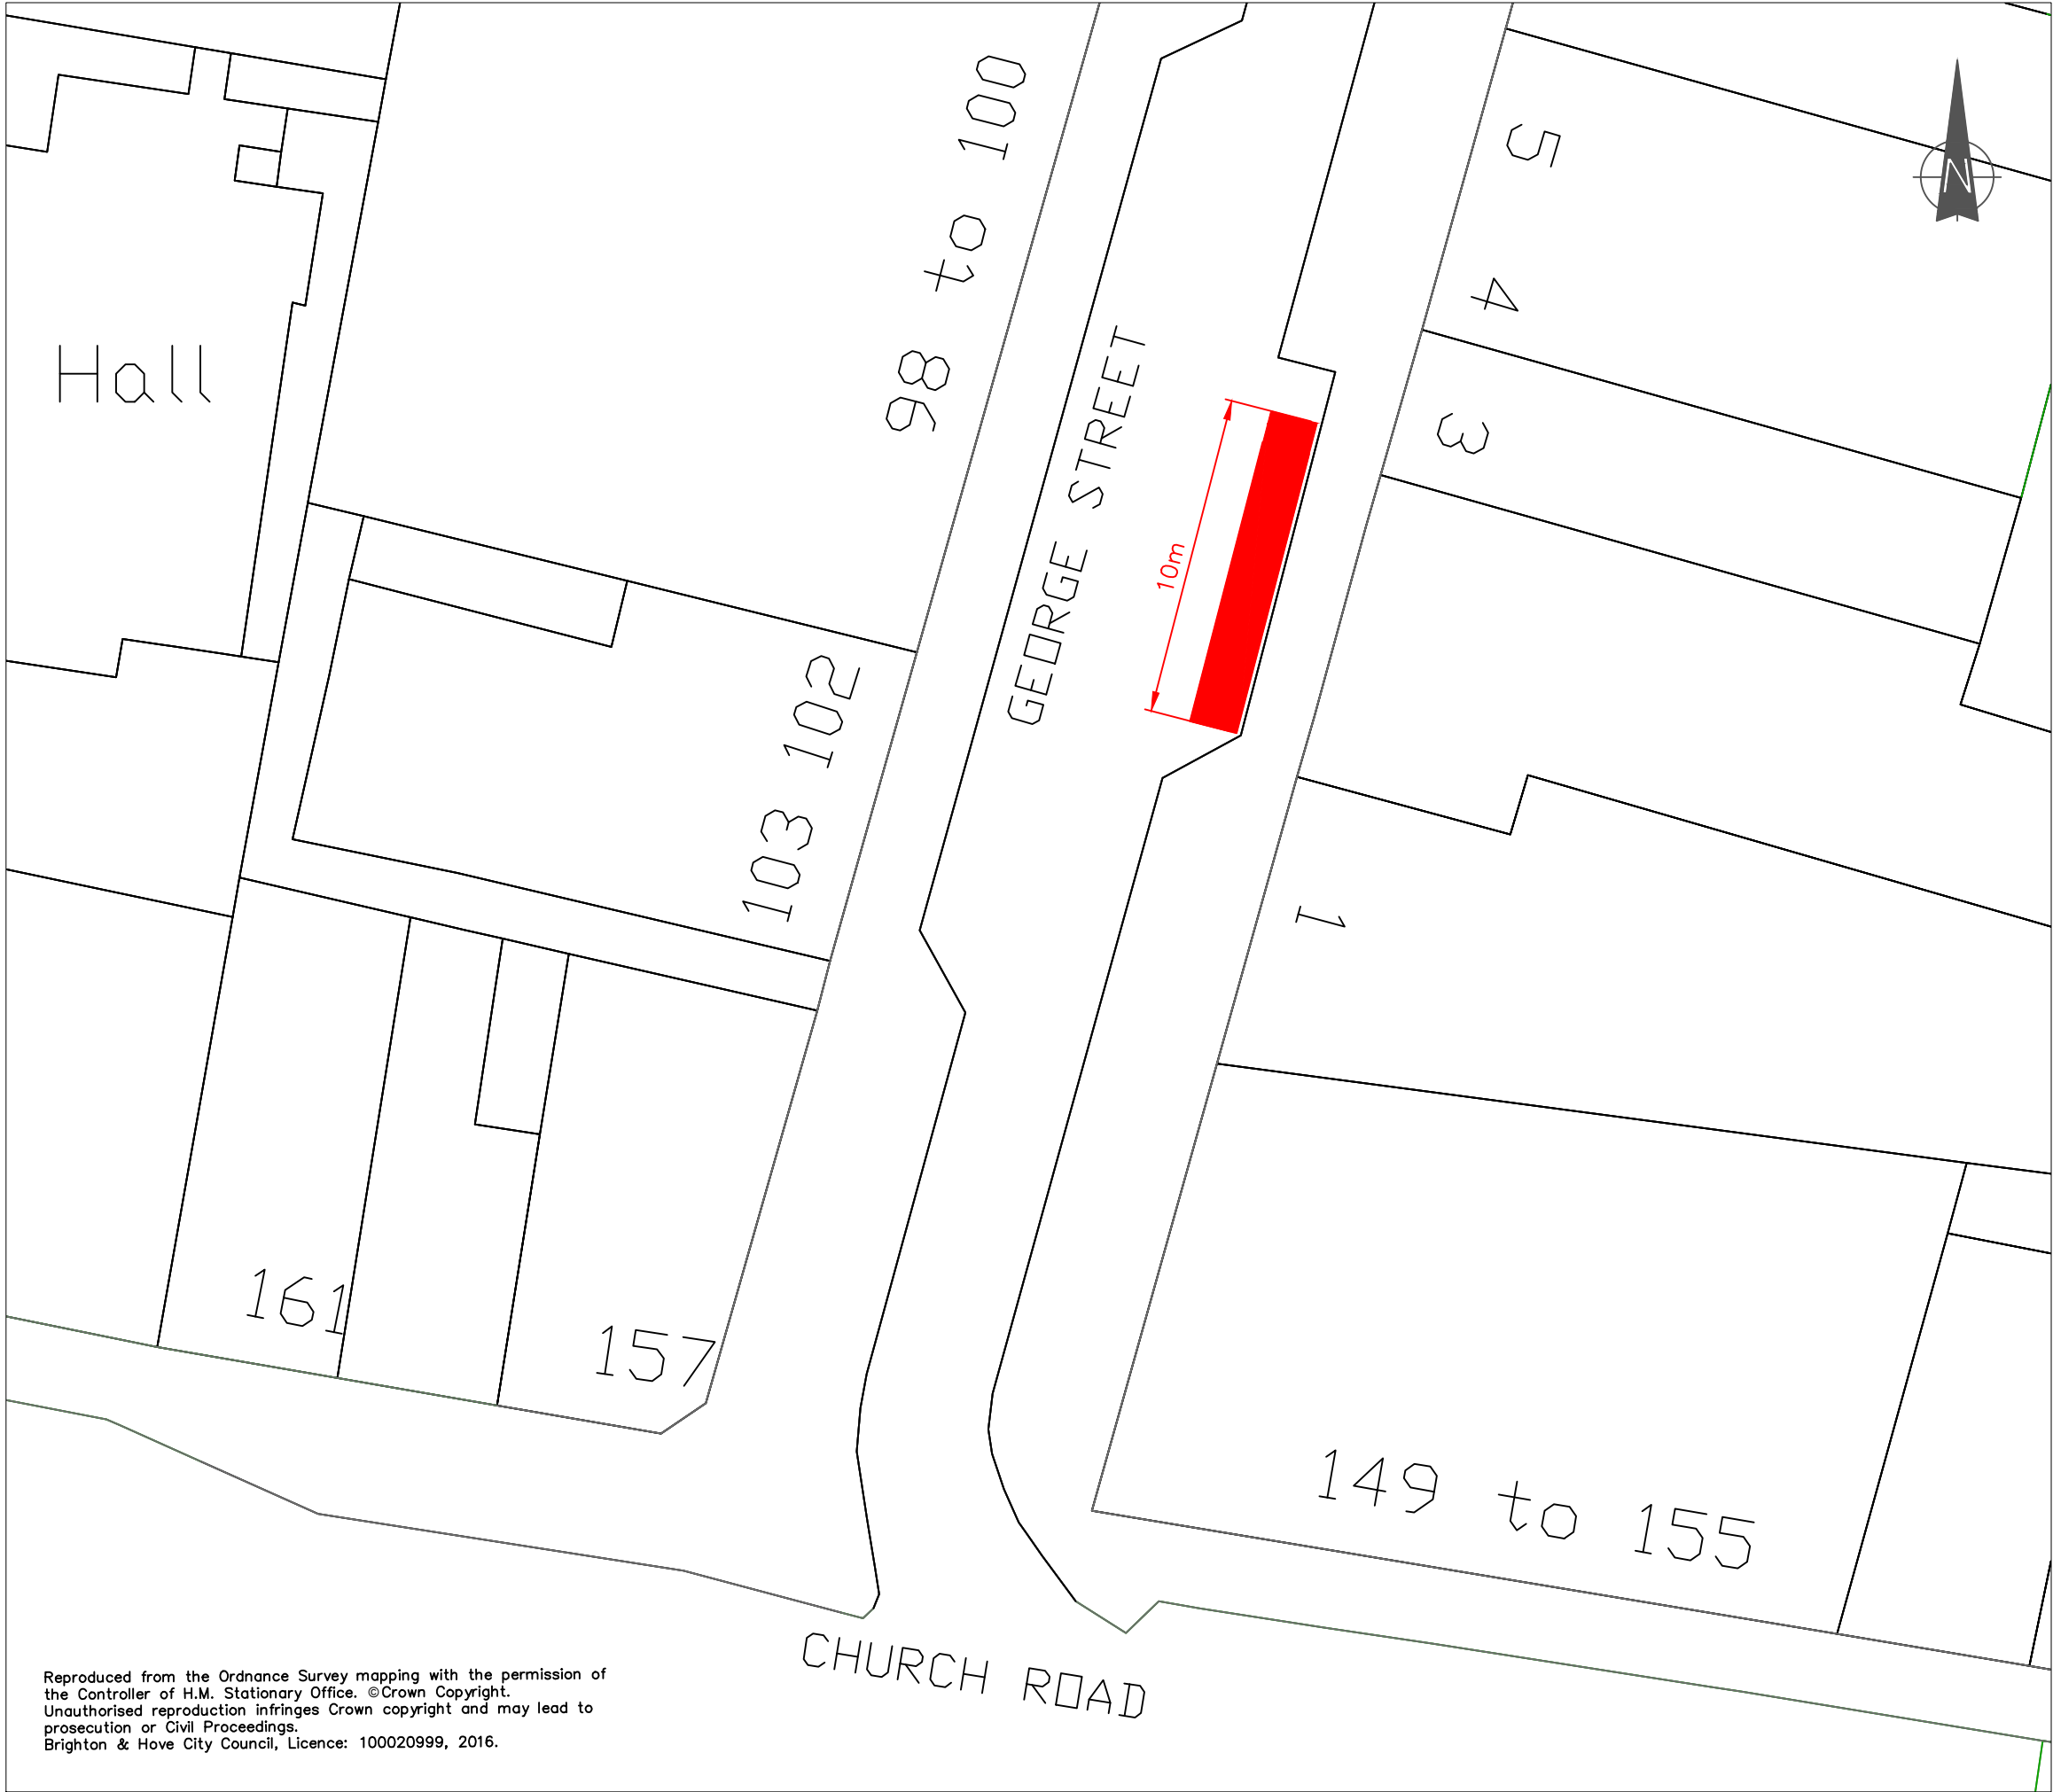 98 to 100
5
N
4
Hall
3
GEORGE STREET
10m
102
103
1
161
157
149 to 155
CHURCH ROAD
Reproduced from the Ordnance Survey mapping with the permission of
the Controller of H.M. Stationary Office. ©Crown Copyright.
Unauthorised reproduction infringes Crown copyright and may lead to
prosecution or Civil Proceedings.
Brighton & Hove City Council, Licence: 100020999, 2016.